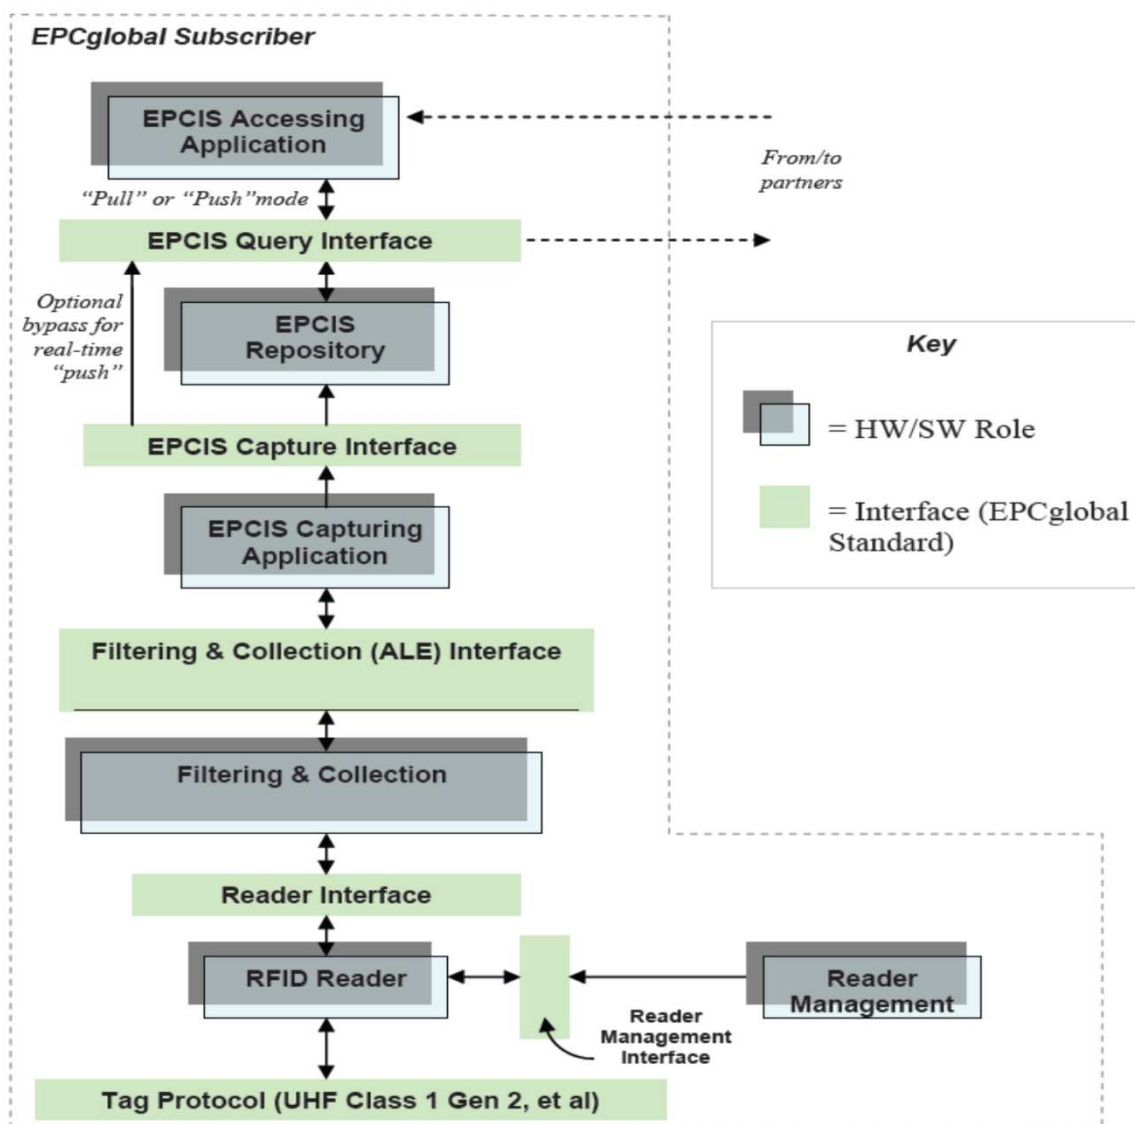 EPCglobal Subscriber
EPCIS Accessing
Application
From/to
partners
“Pull” or “Push”mode
EPCIS Query Interface
Optional
bypass for
real-time
“push”
EPCIS
Repository
Key
= HW/SW Role
= Interface (EPCglobal
Standard)
EPCIS Capture Interface
EPCIS Capturing
Application
Filtering & Collection (ALE) Interface
Filtering & Collection
Reader Interface
RFID Reader
Reader
Management
Reader
Management
Interface
Tag Protocol (UHF Class 1 Gen 2, et al)